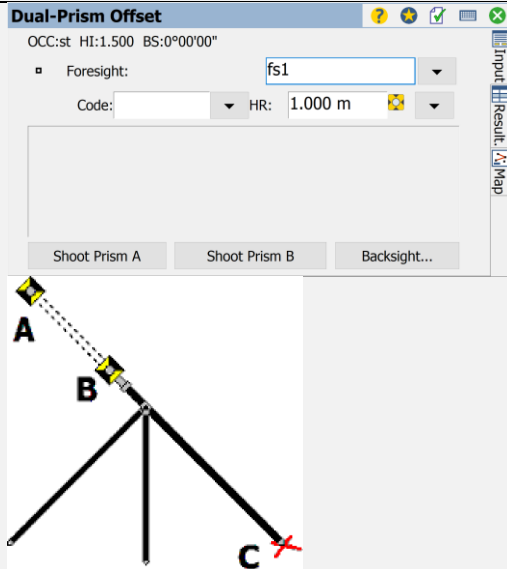 Dual-Prism Offset
OCC:st HI:1.500 BS:0°00'00"
Foresight: fs1
Code: HR: 1.000 m
Shoot Prism A Shoot Prism B Backsight...
Input
Result.
Map
A
B
C